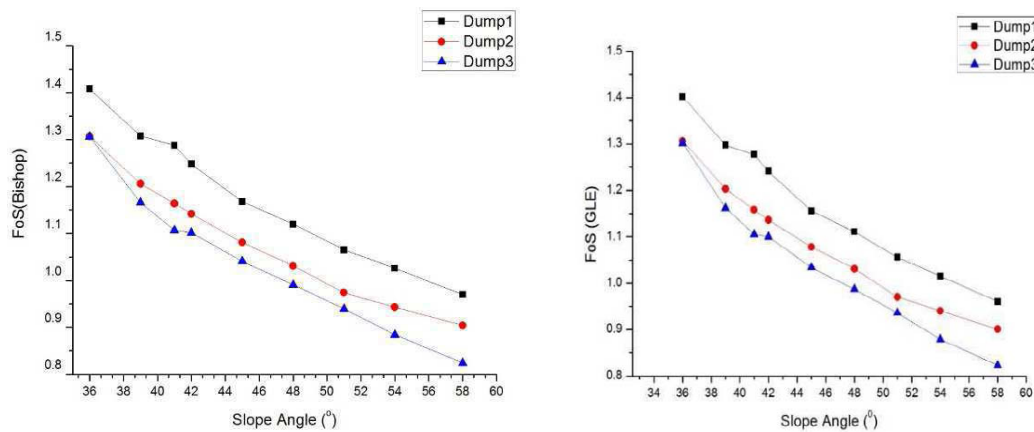 Dump1
Dump2
Dump3
1.5
1.4
1.3
1.2
1.1
1.0
0.9
0.8
FoS(Bishop)
36 38 40 42 44 46 48 50 52 54 56 58 60
Slope Angle (°)
Dump1
Dump2
Dump3
1.5
1.4
1.3
1.2
1.1
1.0
0.9
0.8
FoS (GLE)
34 36 38 40 42 44 46 48 50 52 54 56 58 60
Slope Angle (⁰)